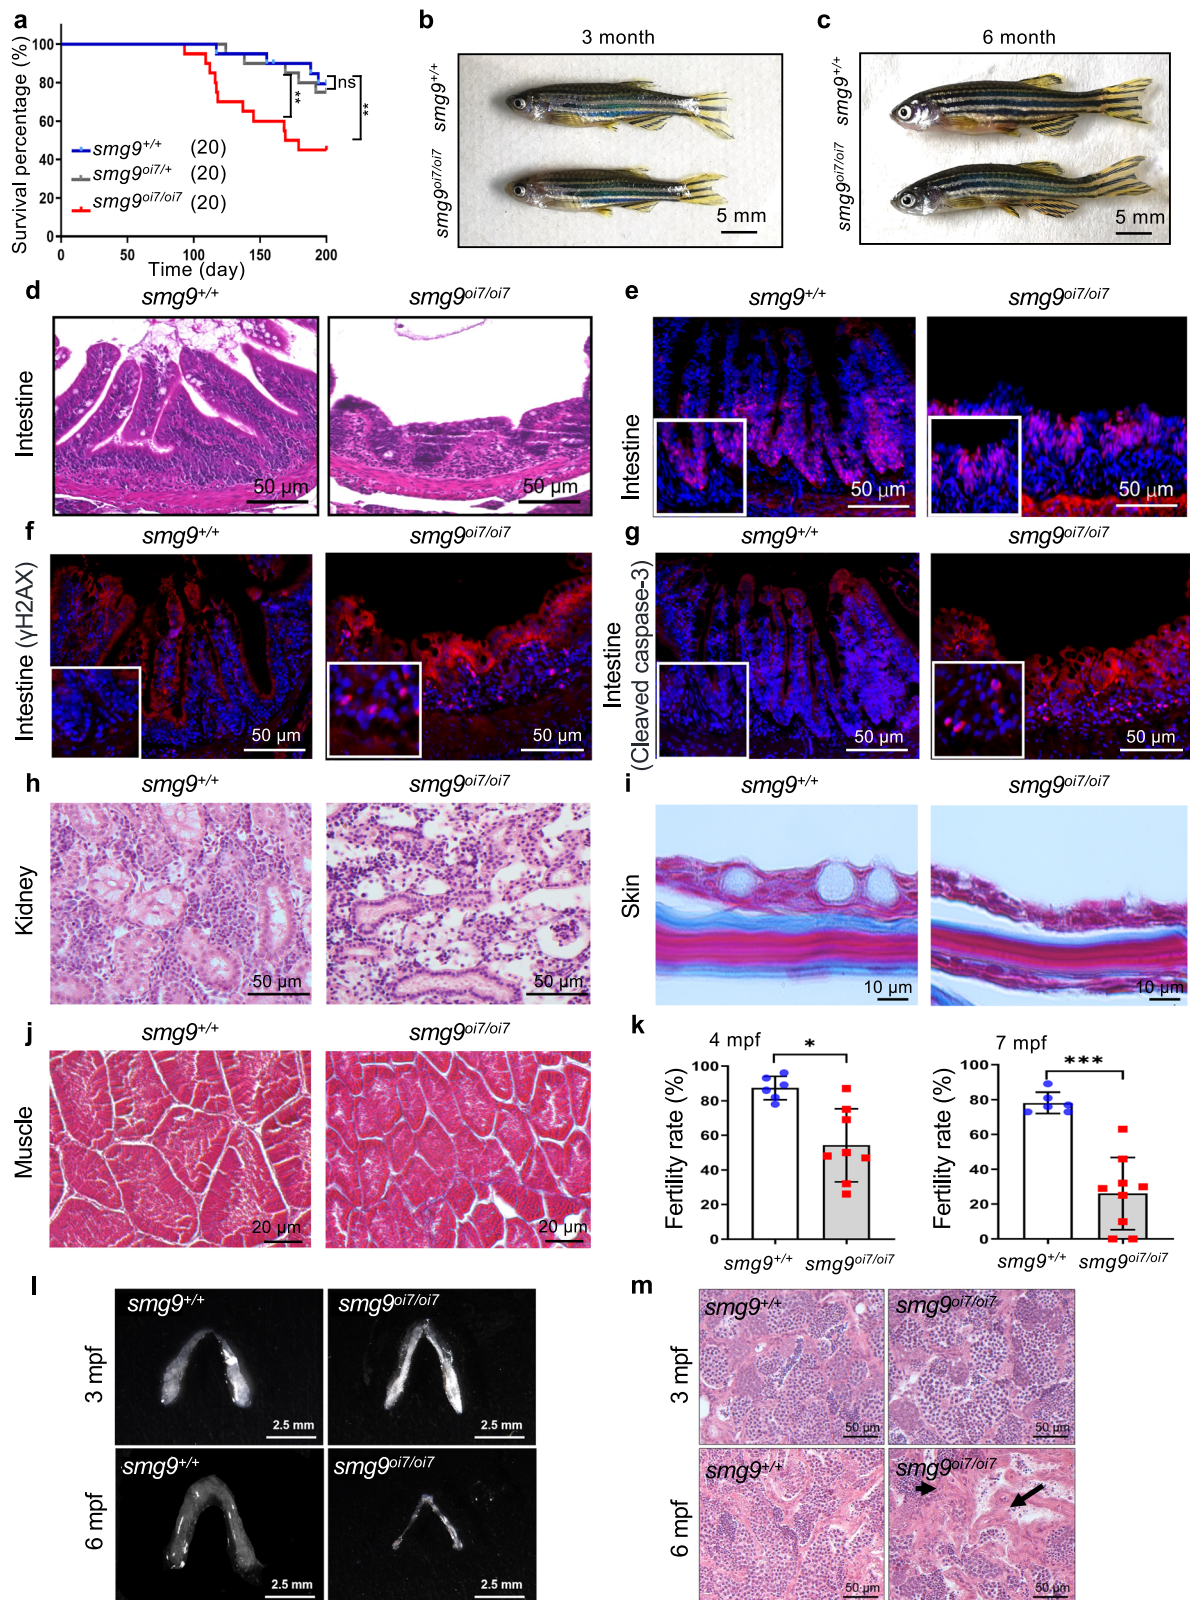 a
Survival percentage (%)
100
80
60
40
20
0
0 50 100 150 200
Time (day)
smg9+/+ (20)
smg9oi7/+ (20)
smg9oi7/oi7 (20)
ns
**
**
b
3 month
smg9+/+
smg9oi7/oi7
5 mm
c
6 month
smg9+/+
smg9oi7/oi7
5 mm
d
smg9+/+ smg9oi7/oi7
Intestine
50 µm 50 µm
e
smg9+/+ smg9oi7/oi7
Intestine
50 µm 50 µm
f
smg9+/+ smg9oi7/oi7
Intestine (γH2AX)
50 µm 50 µm
g
smg9+/+ smg9oi7/oi7
Intestine
(Cleaved caspase-3)
50 µm 50 µm
h
smg9+/+ smg9oi7/oi7
Kidney
50 µm 50 µm
i
smg9+/+ smg9oi7/oi7
Skin
10 µm 10 µm
j
smg9+/+ smg9oi7/oi7
Muscle
20 µm 20 µm
k
4 mpf
Fertility rate (%)
100
80
60
40
20
0
*
smg9+/+ smg9oi7/oi7
7 mpf
Fertility rate (%)
100
80
60
40
20
0
***
smg9+/+ smg9oi7/oi7
l
3 mpf
smg9+/+ smg9oi7/oi7
2.5 mm 2.5 mm
6 mpf
smg9+/+ smg9oi7/oi7
2.5 mm 2.5 mm
m
3 mpf
smg9+/+ smg9oi7/oi7
50 µm 50 µm
6 mpf
smg9+/+ smg9oi7/oi7
50 µm 50 µm